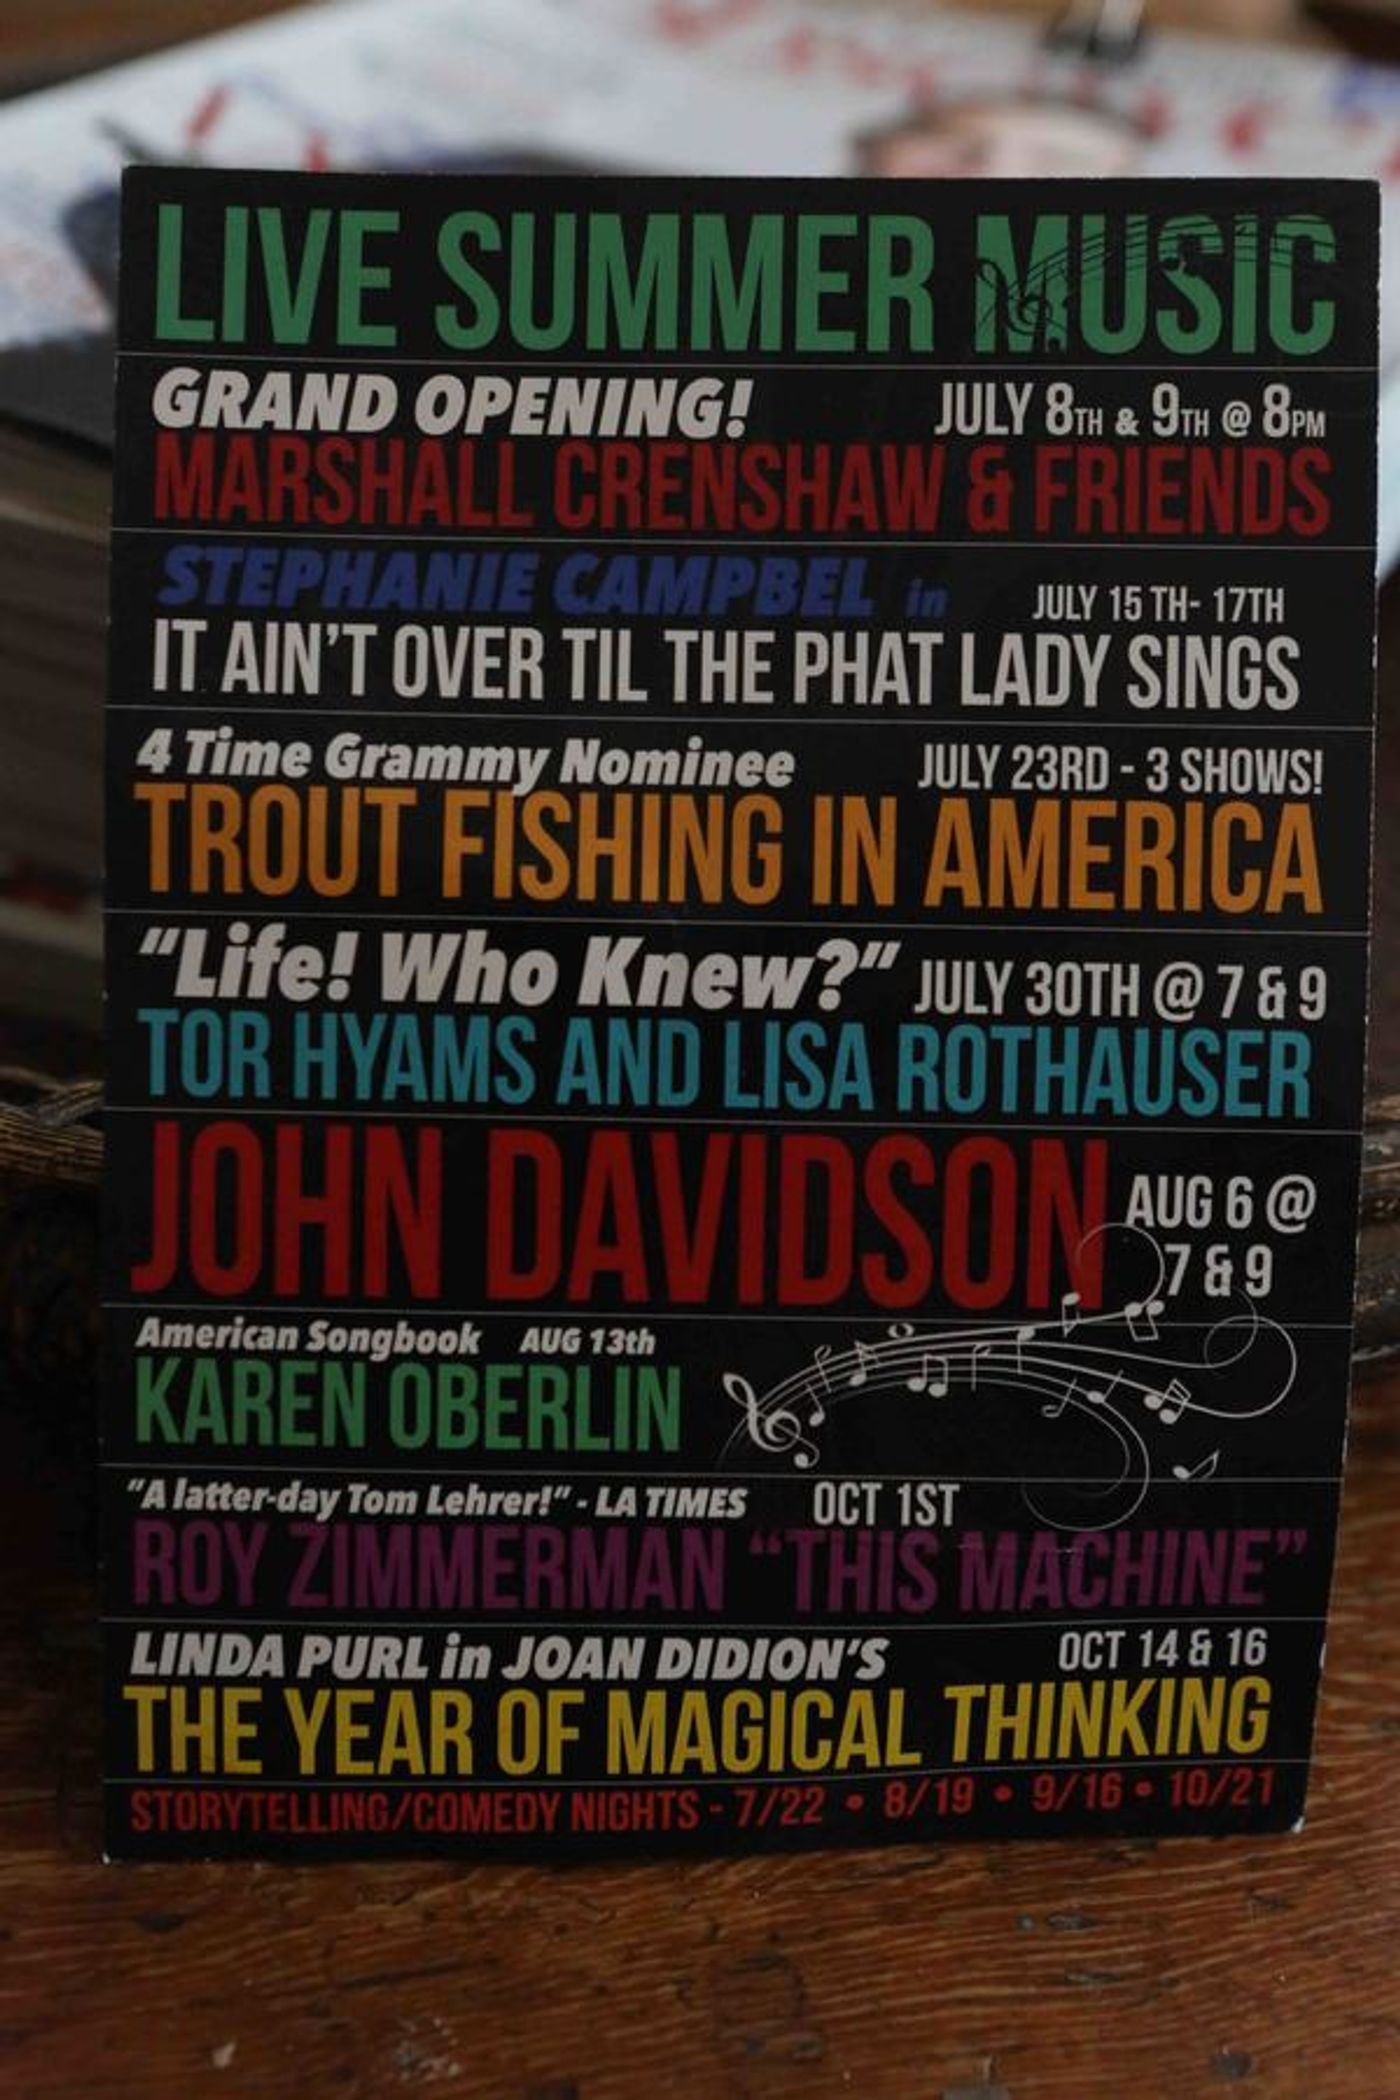 LIVE SUMMER MUSIC
GRAND OPENING! JULY 8TH & 9TH @ 8PM
MARSHALL CRENSHAW & FRIENDS
STEPHANIE CAMPBEL in JULY 15 TH- 17TH
IT AIN'T OVER TIL THE PHAT LADY SINGS
4 Time Grammy Nominee JULY 23RD - 3 SHOWS!
TROUT FISHING IN AMERICA
"Life! Who Knew?" JULY 30TH @ 7 & 9
TOR HYAMS AND LISA ROTHAUSER
JOHN DAVIDSON AUG 6 @
7 & 9
American Songbook AUG 13th
KAREN OBERLIN
"A latter-day Tom Lehrer!" - LA TIMES OCT 1ST
ROY ZIMMERMAN "THIS MACHINE"
LINDA PURL in JOAN DIDION'S OCT 14 & 16
THE YEAR OF MAGICAL THINKING
STORYTELLING/COMEDY NIGHTS - 7/22 • 8/19 • 9/16 • 10/21